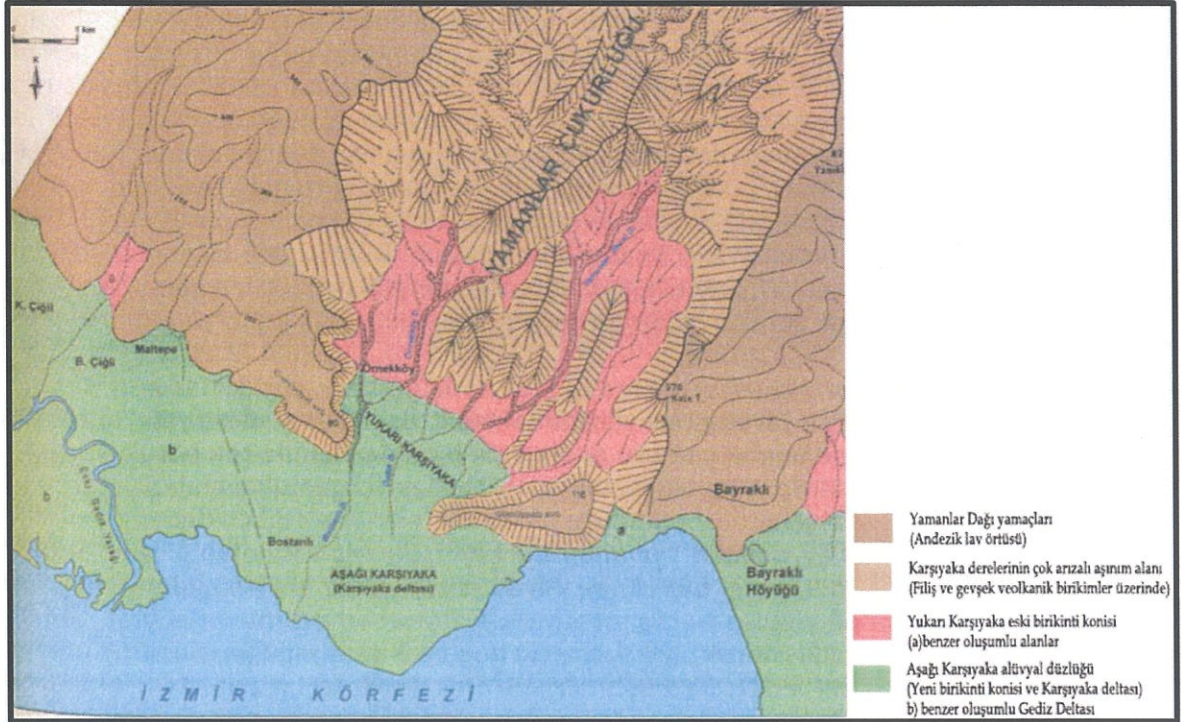 km
K
YAMANLAR ÇUKURLUĞU
K. Çiğli
B. Çiğli
Maltepe
Örnekköy
YUKARI KARŞIYAKA
b
b
Eski Gediz Yatağı
Bostanlı
AŞAĞI KARŞIYAKA
(Karşıyaka deltası)
a
Bayraklı
Bayraklı
Höyüğü
İZMİR KÖRFEZİ
Yamanlar Dağı yamaçları
(Andezik lav örtüsü)
Karşıyaka derelerinin çok arızalı aşınım alanı
(Filiş ve gevşek veolkanik birikimler üzerinde)
Yukarı Karşıyaka eski birikinti konisi
(a)benzer oluşumlu alanlar
Aşağı Karşıyaka alüvyal düzlüğü
(Yeni birikinti konisi ve Karşıyaka deltası)
b) benzer oluşumlu Gediz Deltası